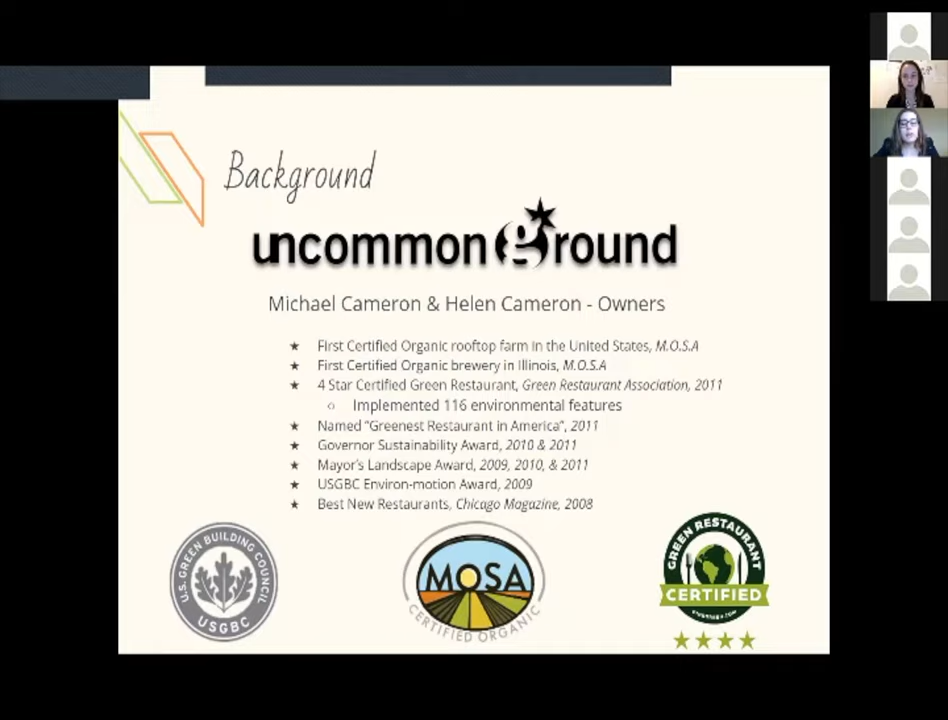 Background
uncommon ground
Michael Cameron & Helen Cameron - Owners
★ First Certified Organic rooftop farm in the United States, M.O.S.A
★ First Certified Organic brewery in Illinois, M.O.S.A
★ 4 Star Certified Green Restaurant, Green Restaurant Association, 2011
○ Implemented 116 environmental features
★ Named "Greenest Restaurant in America", 2011
★ Governor Sustainability Award, 2010 & 2011
★ Mayor's Landscape Award, 2009, 2010, & 2011
★ USGBC Environ-motion Award, 2009
★ Best New Restaurants, Chicago Magazine, 2008
U.S. GREEN BUILDING COUNCIL
USGBC
MOSA
CERTIFIED ORGANIC
GREEN RESTAURANT
CERTIFIED